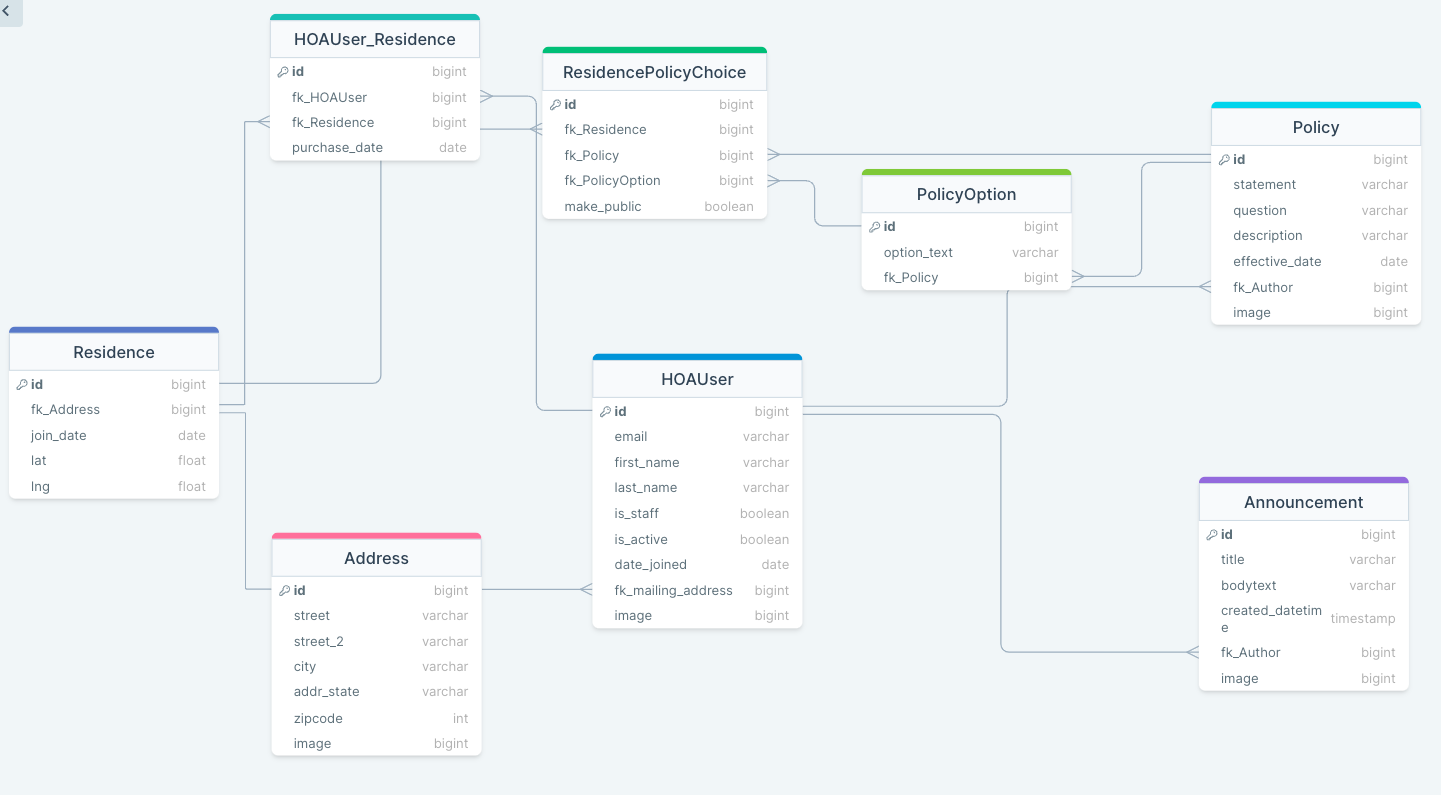 HOAUser_Residence
id bigint
fk_HOAUser bigint
fk_Residence bigint
purchase_date date
ResidencePolicyChoice
id bigint
fk_Residence bigint
fk_Policy bigint
fk_PolicyOption bigint
make_public boolean
Policy
id bigint
statement varchar
question varchar
description varchar
effective_date date
fk_Author bigint
image bigint
PolicyOption
id bigint
option_text varchar
fk_Policy bigint
Residence
id bigint
fk_Address bigint
join_date date
lat float
lng float
HOAUser
id bigint
email varchar
first_name varchar
last_name varchar
is_staff boolean
is_active boolean
date_joined date
fk_mailing_address bigint
image bigint
Address
id bigint
street varchar
street_2 varchar
city varchar
addr_state varchar
zipcode int
image bigint
Announcement
id bigint
title varchar
bodytext varchar
created_datetim
e timestamp
fk_Author bigint
image bigint